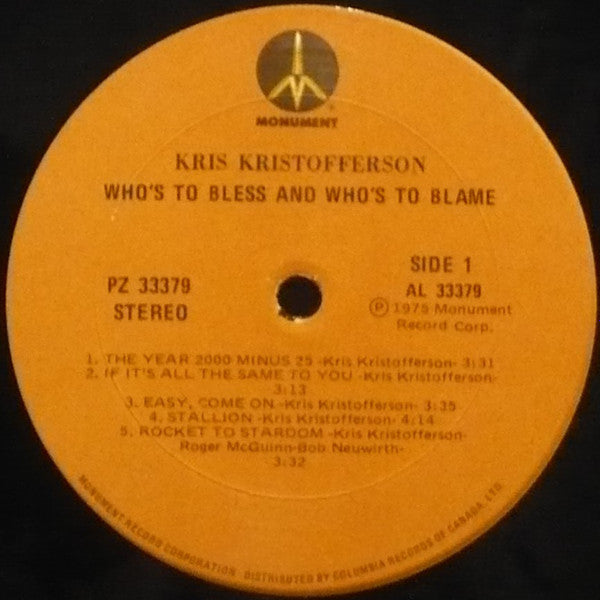 MONUMENT
KRIS KRISTOFFERSON
WHO'S TO BLESS AND WHO'S TO BLAME
PZ 33379
STEREO
SIDE 1
AL 33379
Ⓟ 1975 Monument
Record Corp.
1. THE YEAR 2000 MINUS 25 -Kris Kristofferson- 3:31
2. IF IT'S ALL THE SAME TO YOU -Kris Kristofferson-
3:13
3. EASY, COME ON -Kris Kristofferson- 3:35
4. STALLION -Kris Kristofferson- 4:14
5. ROCKET TO STARDOM -Kris Kristofferson-
Roger McGuinn-Bob Neuwirth-
3:32
MONUMENT RECORD CORPORATION DISTRIBUTED BY COLUMBIA RECORDS OF CANADA, LTD.